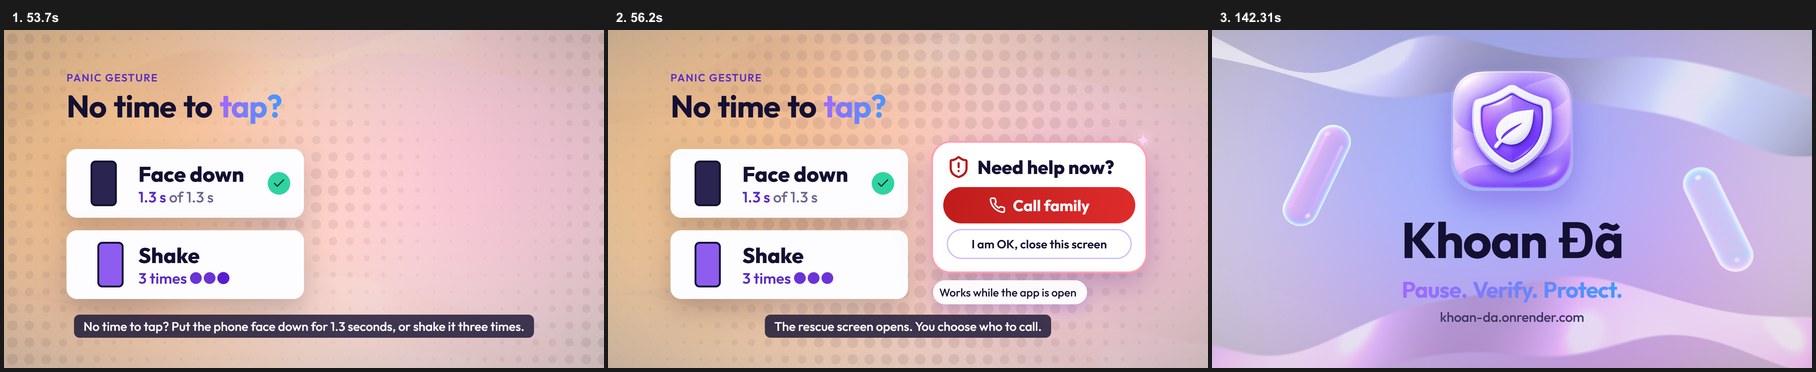 1. 53.7s
PANIC GESTURE
No time to tap?
Face down
1.3 s of 1.3 s
Shake
3 times
No time to tap? Put the phone face down for 1.3 seconds, or shake it three times.
2. 56.2s
PANIC GESTURE
No time to tap?
Face down
1.3 s of 1.3 s
Shake
3 times
Need help now?
Call family
I am OK, close this screen
Works while the app is open
The rescue screen opens. You choose who to call.
3. 142.31s
Khoan Đã
Pause. Verify. Protect.
khoan-da.onrender.com